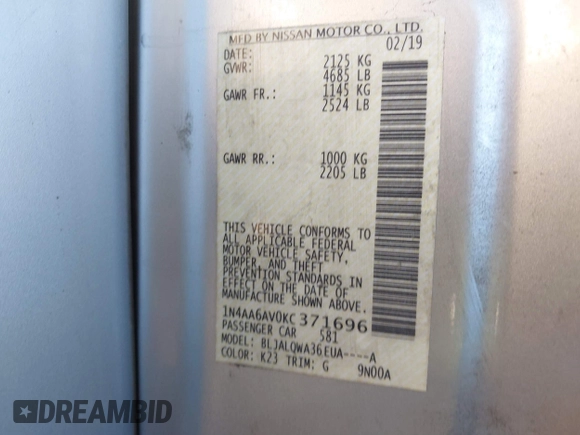 MFD BY NISSAN MOTOR CO., LTD.
DATE: 02/19
GVWR: 2125 KG
4685 LB
GAWR FR.: 1145 KG
2524 LB
GAWR RR.: 1000 KG
2205 LB
THIS VEHICLE CONFORMS TO
ALL APPLICABLE FEDERAL
MOTOR VEHICLE SAFETY,
BUMPER, AND THEFT
PREVENTION STANDARDS IN
EFFECT ON THE DATE OF
MANUFACTURE SHOWN ABOVE.
1N4AA6AV0KC371696
PASSENGER CAR 581
MODEL: BLJALQWA36EUA----A
COLOR: K23 TRIM: G 9N00A
DREAMBID